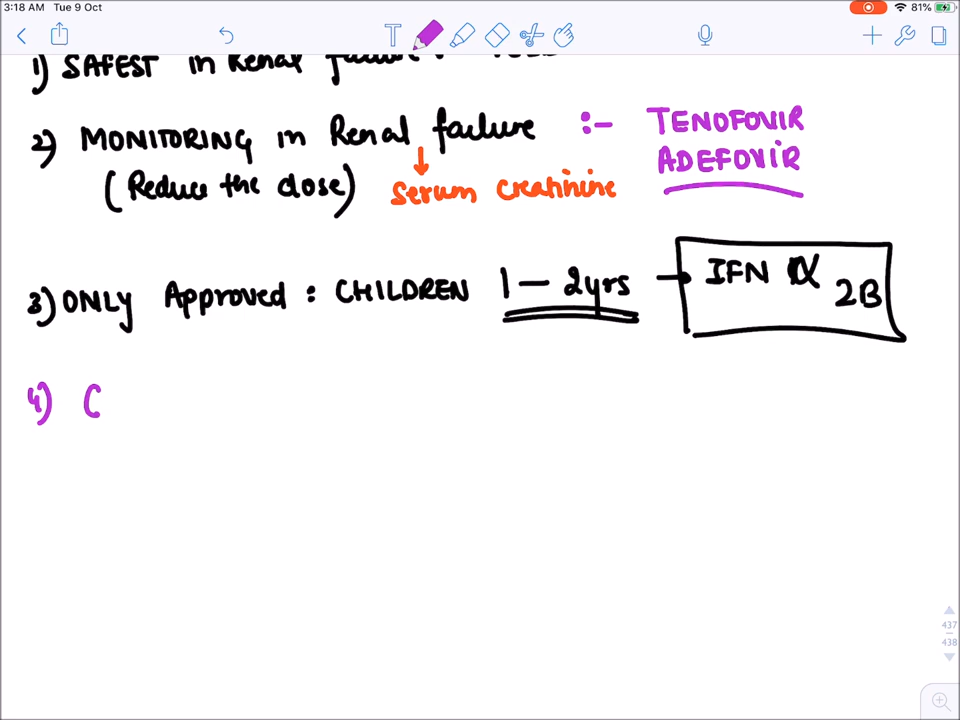 3:18 AM Tue 9 Oct 81%
T
1) SAFEST in Renal failure :
2) MONITORING in Renal failure :- TENOFOVIR
ADEFOVIR
(Reduce the dose) Serum Creatinine
3) ONLY Approved : CHILDREN 1 - 2yrs → IFN α 2B
4) C
437
438